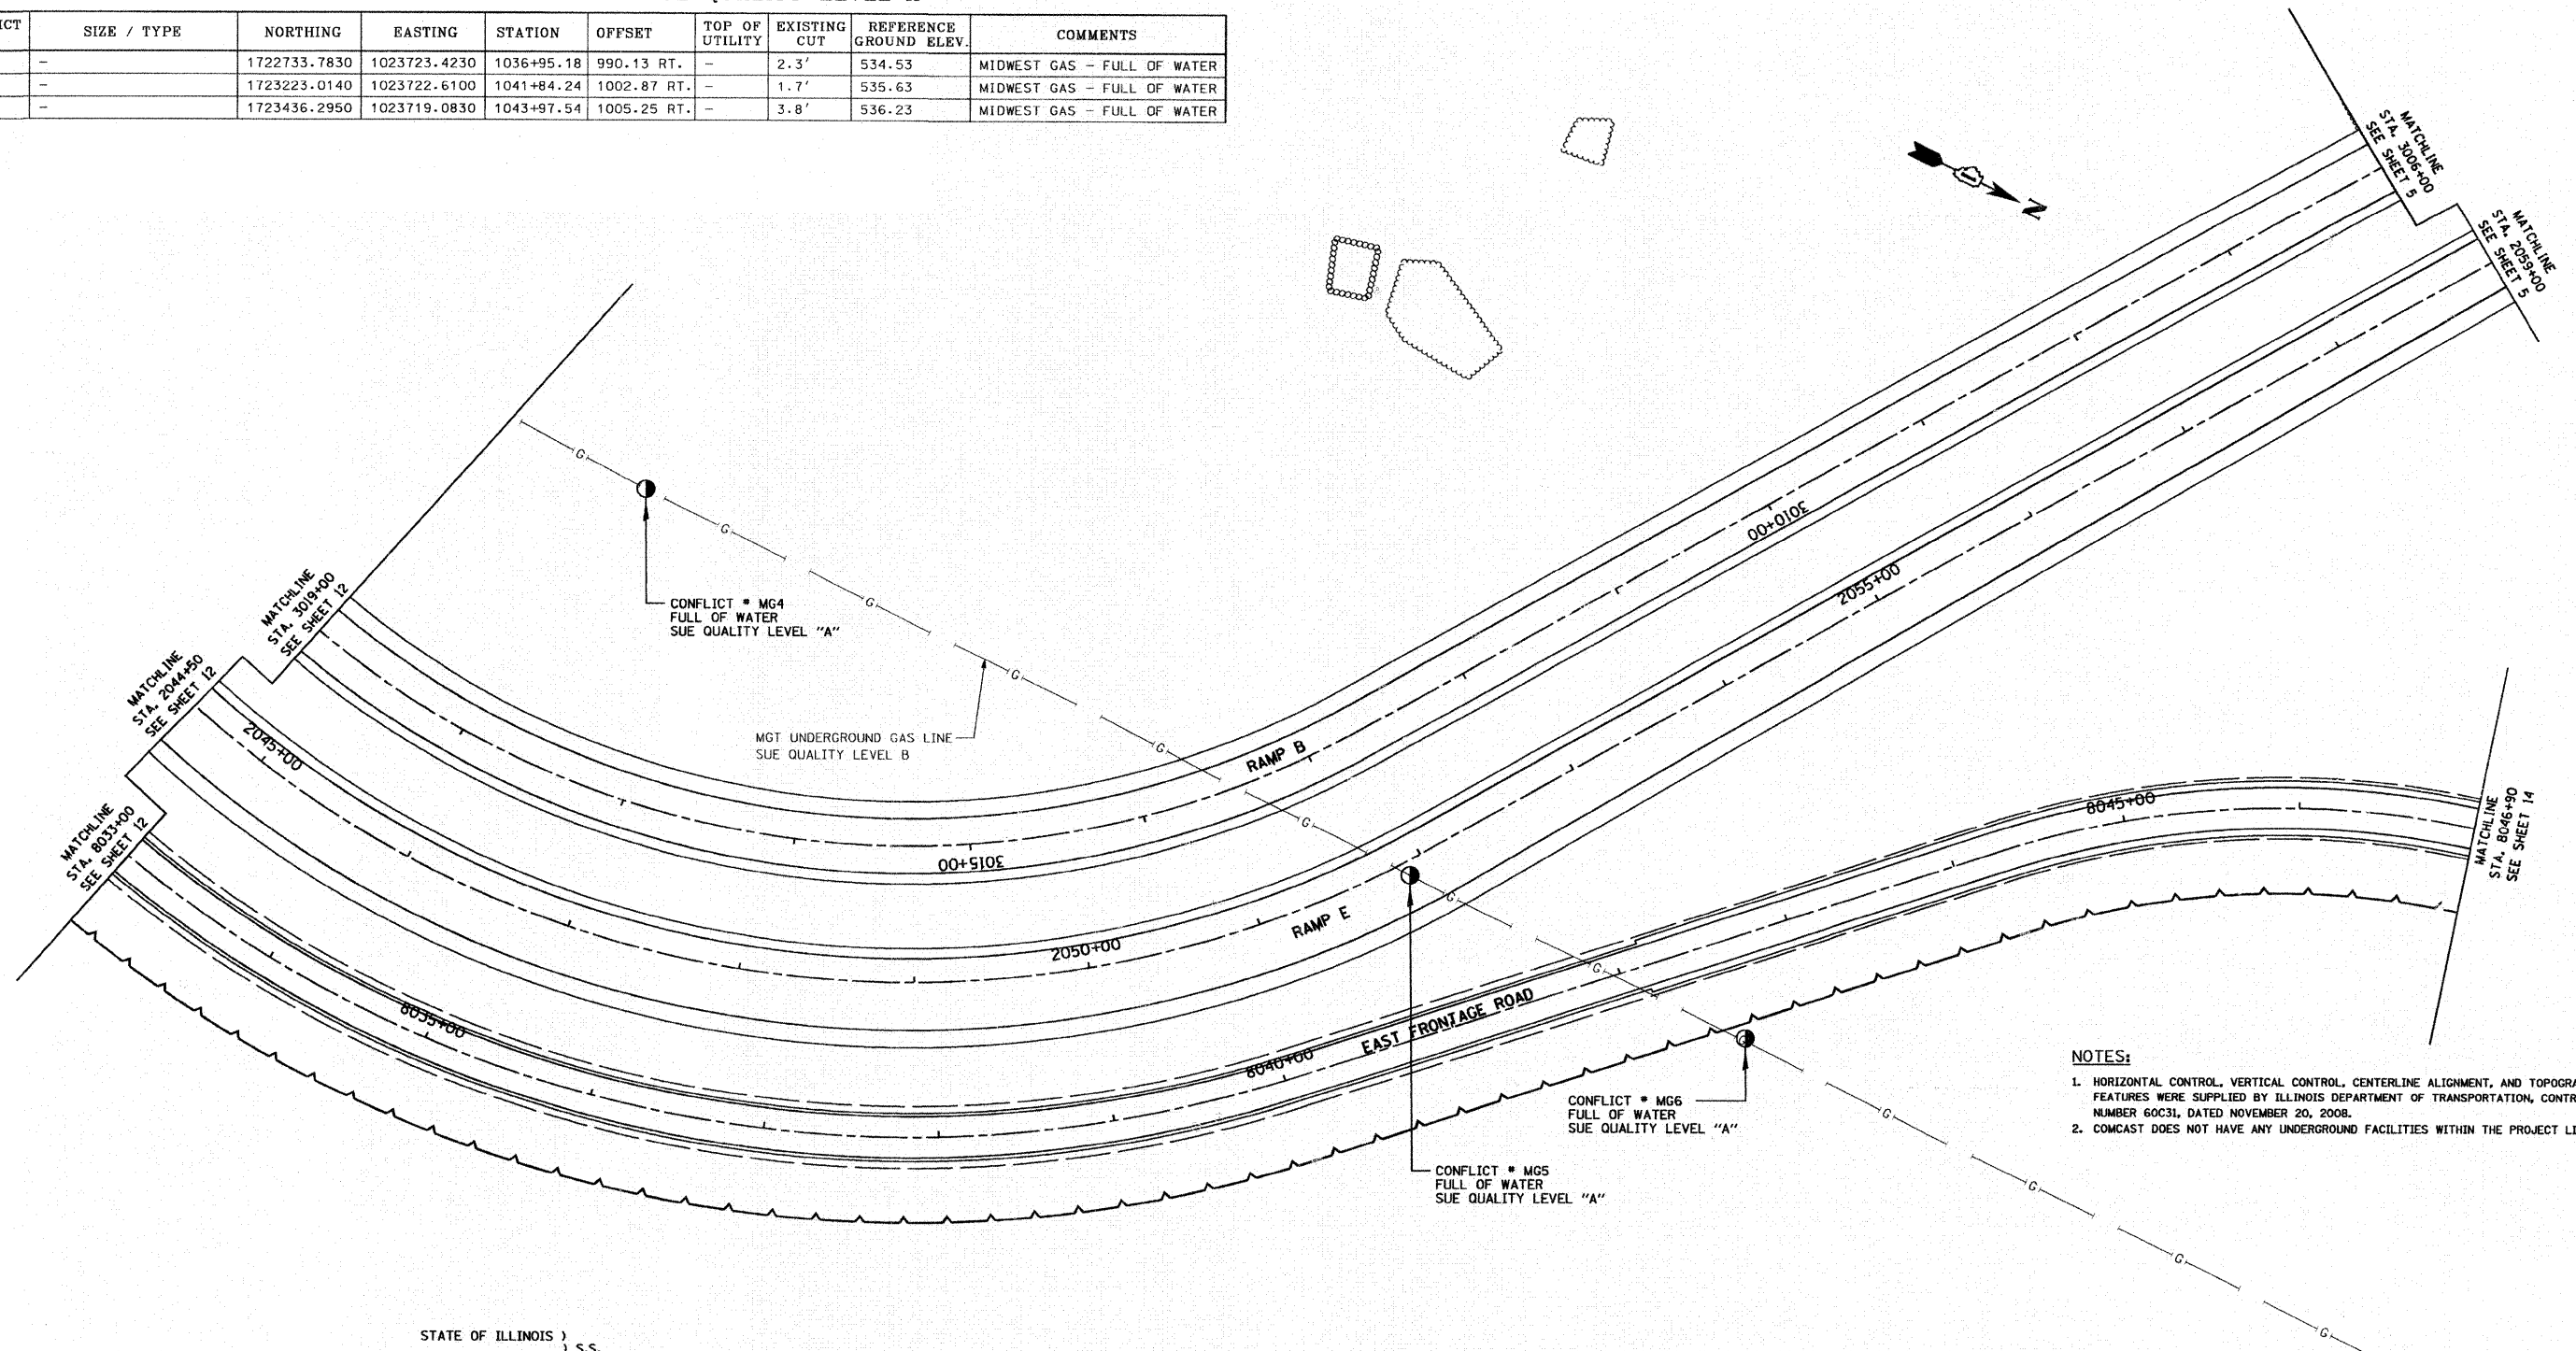 ICT | SIZE / TYPE | NORTHING | EASTING | STATION | OFFSET | TOP OF UTILITY | EXISTING CUT | REFERENCE GROUND ELEV. | COMMENTS
- | 1722733.7830 | 1023723.4230 | 1036+95.18 | 990.13 RT. | - | 2.3' | 534.53 | MIDWEST GAS - FULL OF WATER
- | 1723223.0140 | 1023722.6100 | 1041+84.24 | 1002.87 RT. | - | 1.7' | 535.63 | MIDWEST GAS - FULL OF WATER
- | 1723436.2950 | 1023719.0830 | 1043+97.54 | 1005.25 RT. | - | 3.8' | 536.23 | MIDWEST GAS - FULL OF WATER
MATCHLINE
STA. 3006+00
SEE SHEET 5
MATCHLINE
STA. 2059+00
SEE SHEET 5
N
G
G
G
G
G
G
G
G
G
G
G
G
CONFLICT # MG4
FULL OF WATER
SUE QUALITY LEVEL "A"
MATCHLINE
STA. 3019+00
SEE SHEET 12
MATCHLINE
STA. 2044+50
SEE SHEET 12
MATCHLINE
STA. 8033+00
SEE SHEET 12
MGT UNDERGROUND GAS LINE
SUE QUALITY LEVEL B
3010+00
2055+00
2045+00
RAMP B
3015+00
RAMP E
2050+00
8035+00
8040+00
EAST FRONTAGE ROAD
8045+00
MATCHLINE
STA. 8046+90
SEE SHEET 14
CONFLICT # MG6
FULL OF WATER
SUE QUALITY LEVEL "A"
CONFLICT # MG5
FULL OF WATER
SUE QUALITY LEVEL "A"
NOTES:
1. HORIZONTAL CONTROL, VERTICAL CONTROL, CENTERLINE ALIGNMENT, AND TOPOGRA
FEATURES WERE SUPPLIED BY ILLINOIS DEPARTMENT OF TRANSPORTATION, CONTR
NUMBER 60C31, DATED NOVEMBER 20, 2008.
2. COMCAST DOES NOT HAVE ANY UNDERGROUND FACILITIES WITHIN THE PROJECT LI
STATE OF ILLINOIS )
) S.S.